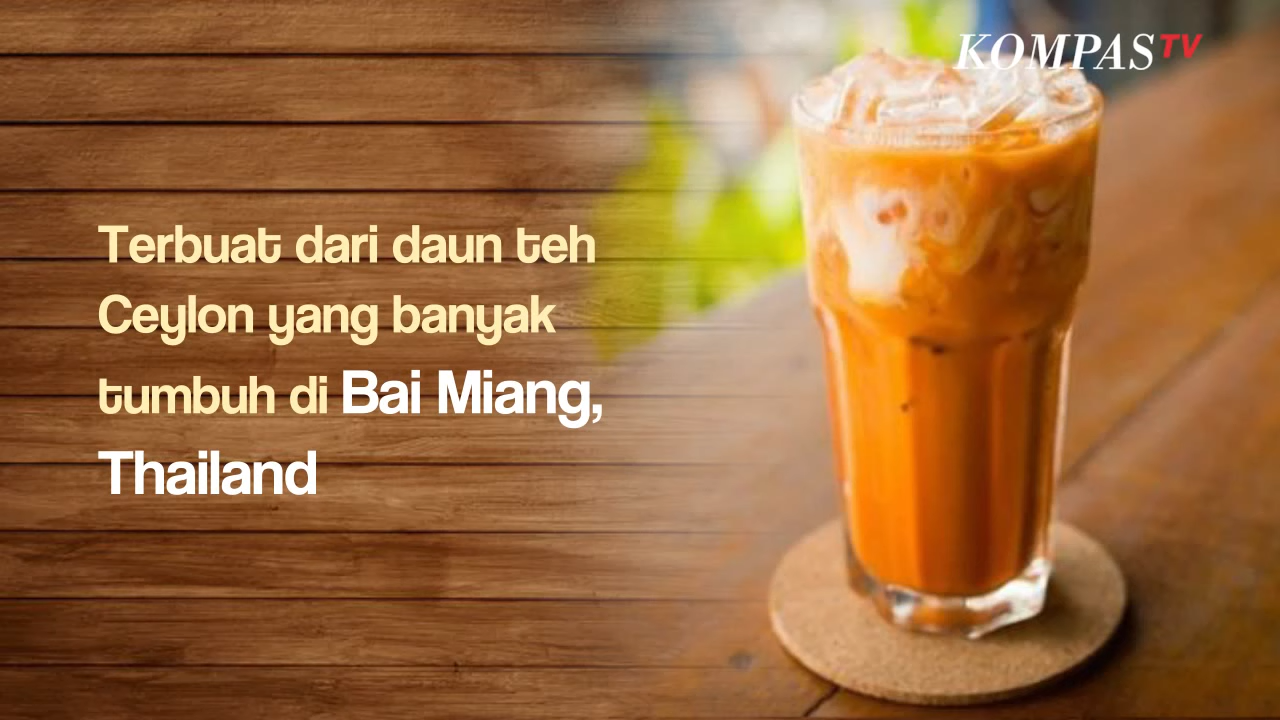 KOMPASTV
Terbuat dari daun teh
Ceylon yang banyak
tumbuh di Bai Miang,
Thailand